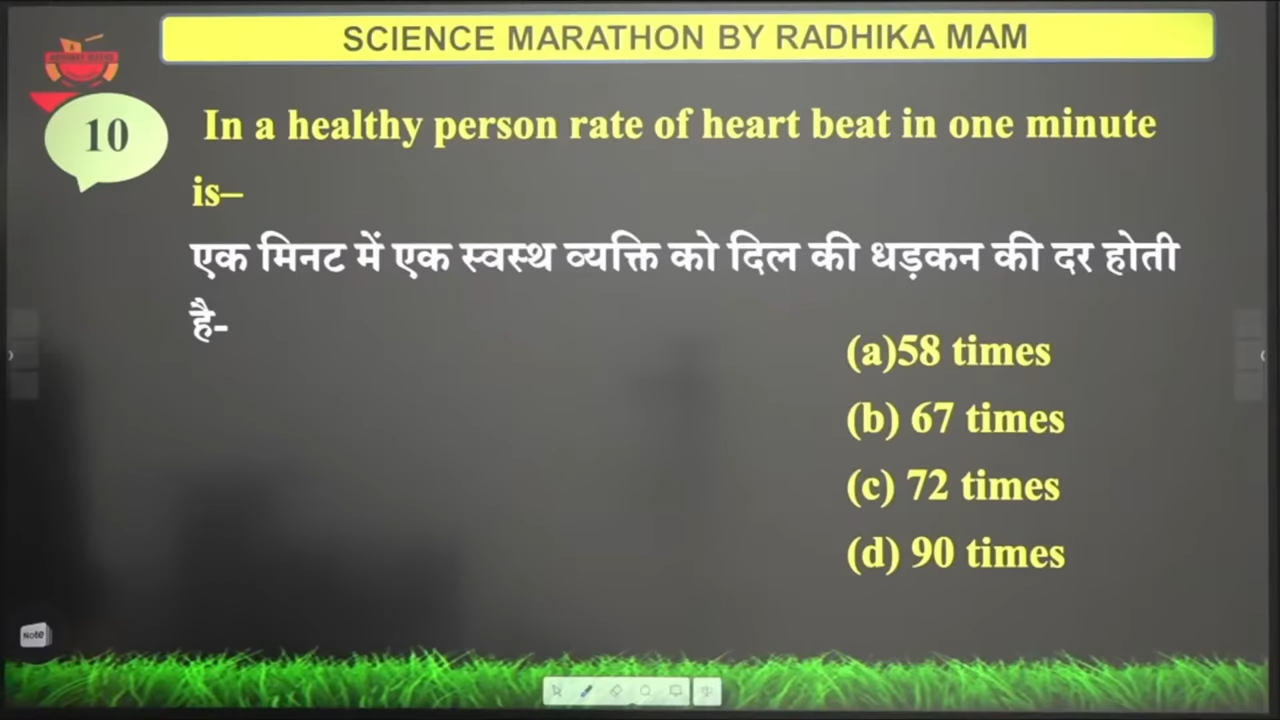 SCIENCE MARATHON BY RADHIKA MAM
10
In a healthy person rate of heart beat in one minute
is–
एक मिनट में एक स्वस्थ व्यक्ति को दिल की धड़कन की दर होती
है-
(a)58 times
(b) 67 times
(c) 72 times
(d) 90 times
Note